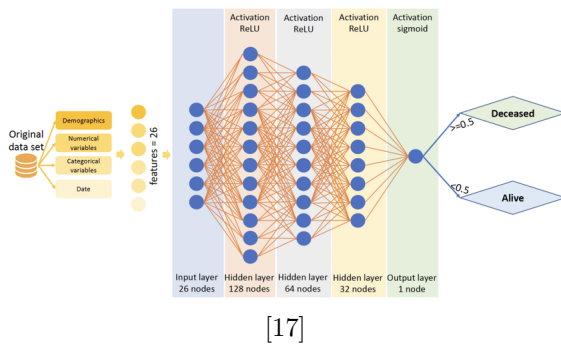 Activation
ReLU
Activation
ReLU
Activation
ReLU
Activation
sigmoid
Original
data set
Demographics
Numerical
variables
Categorical
variables
Date
features = 26
>=0.5
Deceased
<0.5
Alive
Input layer
26 nodes
Hidden layer
128 nodes
Hidden layer
64 nodes
Hidden layer
32 nodes
Output layer
1 node
[17]